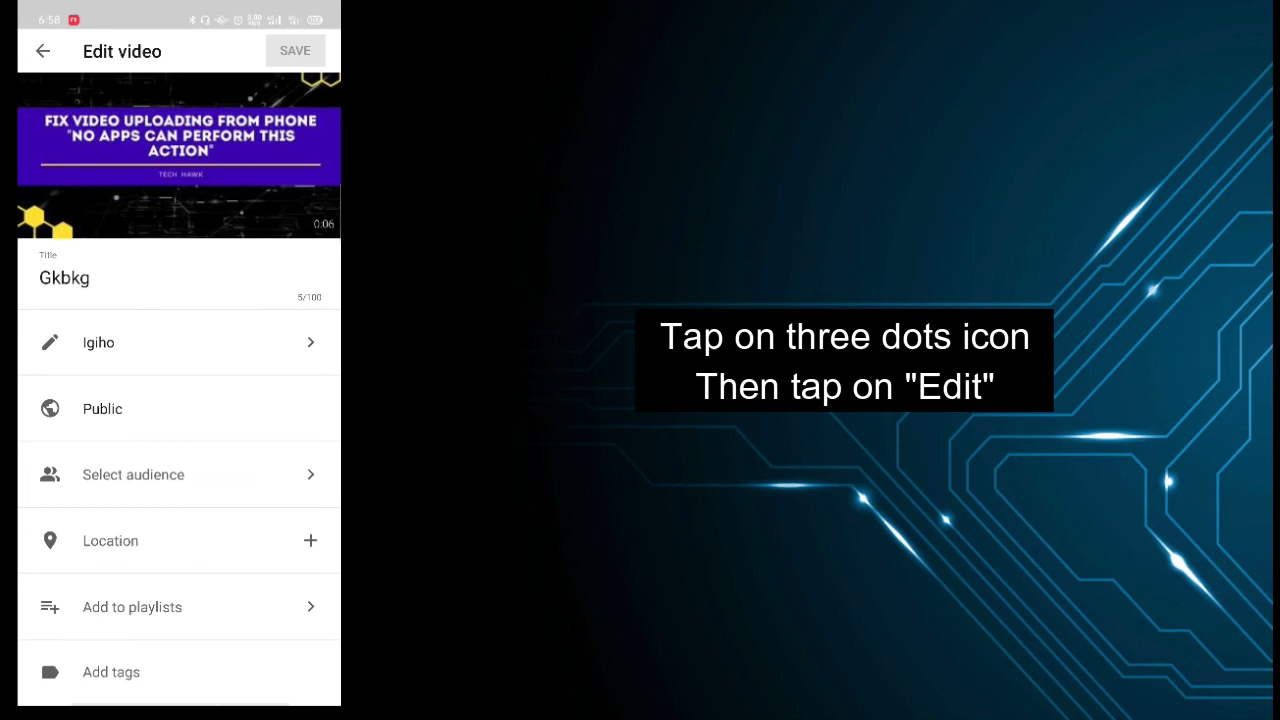 6:58
Edit video
SAVE
FIX VIDEO UPLOADING FROM PHONE
"NO APPS CAN PERFORM THIS
ACTION"
TECH HAWK
0:06
Title
Gkbkg
5/100
Igiho
Public
Select audience
Location
Add to playlists
Add tags
Tap on three dots icon
Then tap on "Edit"